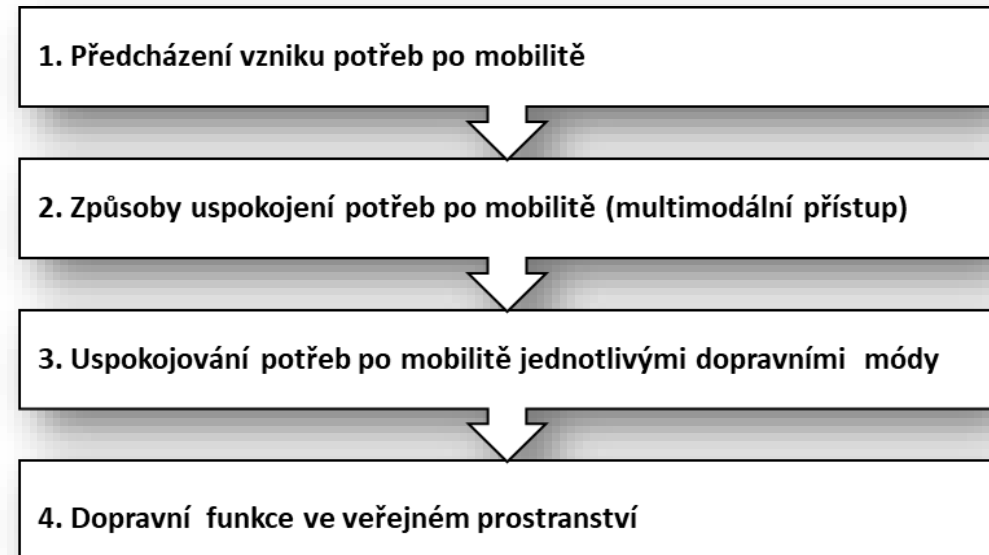 1. Předcházení vzniku potřeb po mobilitě
2. Způsoby uspokojení potřeb po mobilitě (multimodální přístup)
3. Uspokojování potřeb po mobilitě jednotlivými dopravními módy
4. Dopravní funkce ve veřejném prostranství